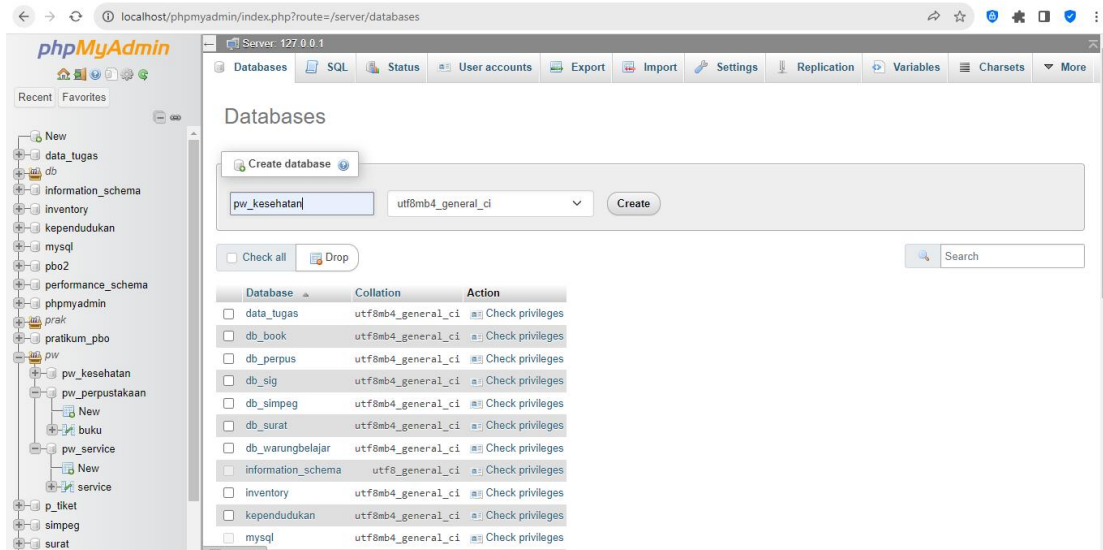 localhost/phpmyadmin/index.php?route=/server/databases
phpMyAdmin
Recent Favorites
New
data_tugas
db
information_schema
inventory
kependudukan
mysql
pbo2
performance_schema
phpmyadmin
prak
pratikum_pbo
pw
pw_kesehatan
pw_perpustakaan
New
buku
pw_service
New
service
p_tiket
simpeg
surat
Server: 127.0.0.1
Databases SQL Status User accounts Export Import Settings Replication Variables Charsets More
Databases
Create database
pw_kesehatan utf8mb4_general_ci Create
Check all Drop Search
Database Collation Action
data_tugas utf8mb4_general_ci Check privileges
db_book utf8mb4_general_ci Check privileges
db_perpus utf8mb4_general_ci Check privileges
db_sig utf8mb4_general_ci Check privileges
db_simpeg utf8mb4_general_ci Check privileges
db_surat utf8mb4_general_ci Check privileges
db_warungbelajar utf8mb4_general_ci Check privileges
information_schema utf8_general_ci Check privileges
inventory utf8mb4_general_ci Check privileges
kependudukan utf8mb4_general_ci Check privileges
mysql utf8mb4_general_ci Check privileges